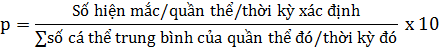 p = Số hiện mắc/quần thể/thời kỳ xác định
∑số cá thể trung bình của quần thể đó/thời kỳ đó
x 10